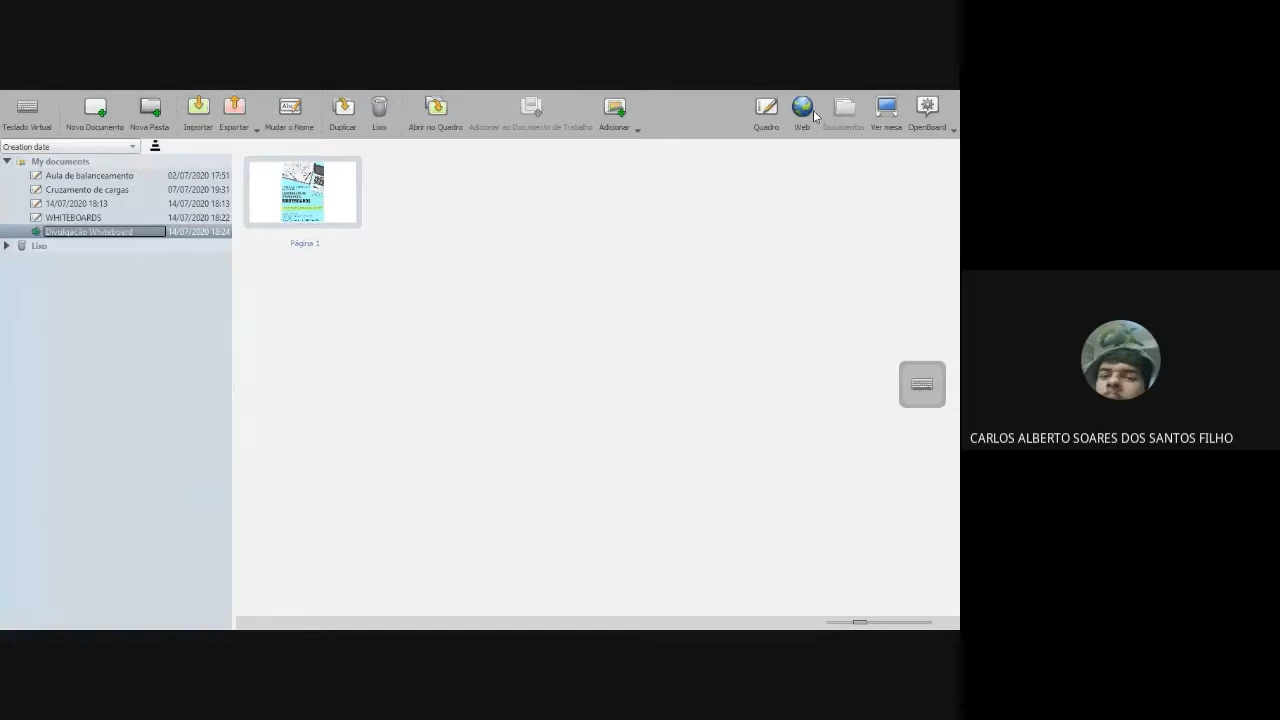 Teclado Virtual
Novo Documento
Nova Pasta
Importar
Exportar
Mudar o Nome
Duplicar
Lixo
Abrir no Quadro
Adicionar ao Documento de Trabalho
Adicionar
Quadro
Web
Documentos
Ver mesa
OpenBoard
Creation date
My documents
Aula de balanceamento 02/07/2020 17:51
Cruzamento de cargas 07/07/2020 19:31
14/07/2020 18:13 14/07/2020 18:13
WHITEBOARDS 14/07/2020 18:22
Divulgação Whiteboard 14/07/2020 18:24
Lixo
WHITEBOARDS
Página 1
CARLOS ALBERTO SOARES DOS SANTOS FILHO